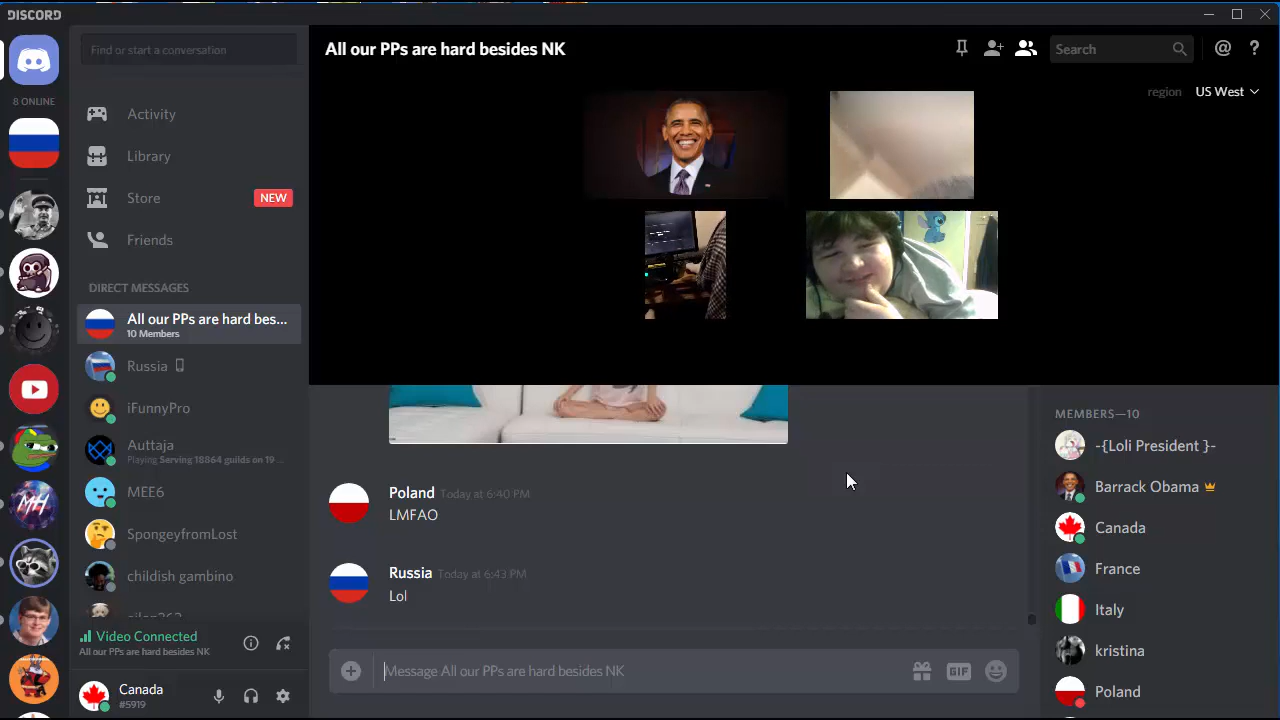 DISCORD
Find or start a conversation
All our PPs are hard besides NK
Search
@
?
8 ONLINE
region US West
Activity
Library
Store NEW
Friends
DIRECT MESSAGES
All our PPs are hard bes...
10 Members
Russia
iFunnyPro
Auttaja
Playing Serving 18864 guilds on 19 ...
MEE6
SpongeyfromLost
childish gambino
Video Connected
All our PPs are hard besides NK
Canada
#5919
Poland Today at 6:40 PM
LMFAO
Russia Today at 6:43 PM
Lol
Message All our PPs are hard besides NK
GIF
MEMBERS—10
-{Loli President }-
Barrack Obama
Canada
France
Italy
kristina
Poland
MH